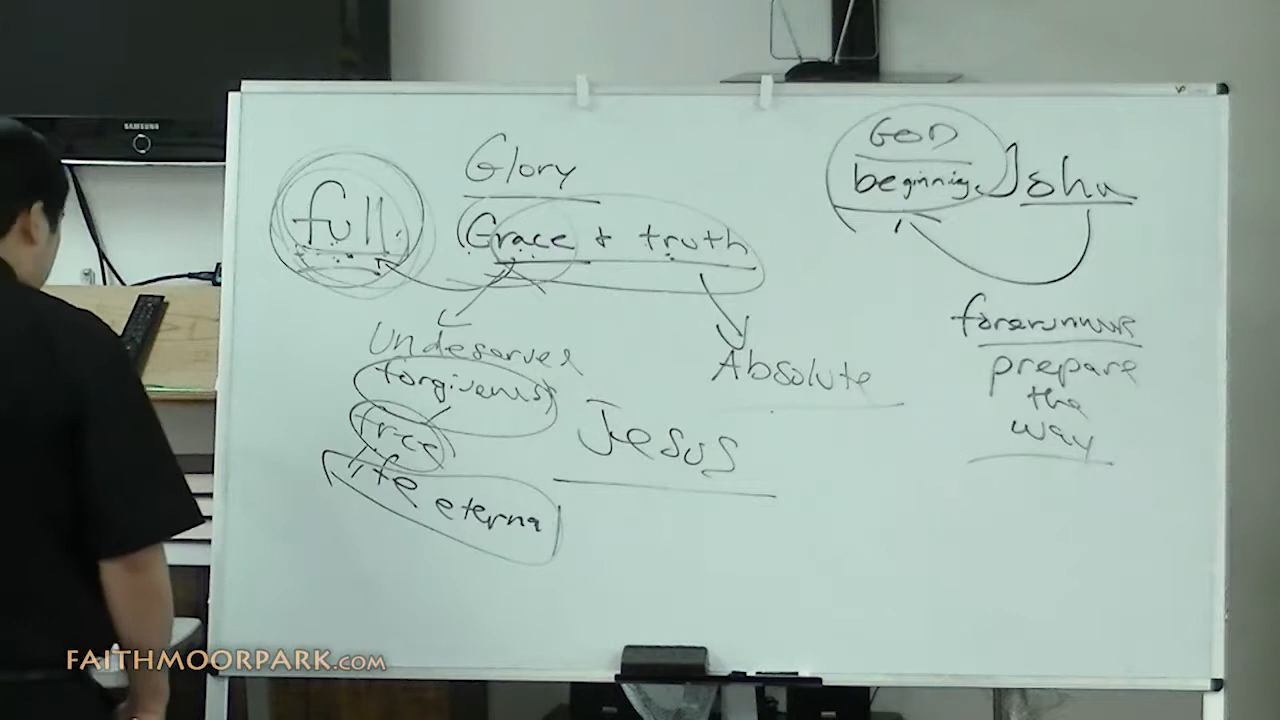 SAMSUNG
full
Glory
Grace & truth
Undeserved
forgiveness
free
life eternal
Absolute
Jesus
GOD
beginning
John
forerunner
prepare
the
way
FAITHMOORPARK.COM